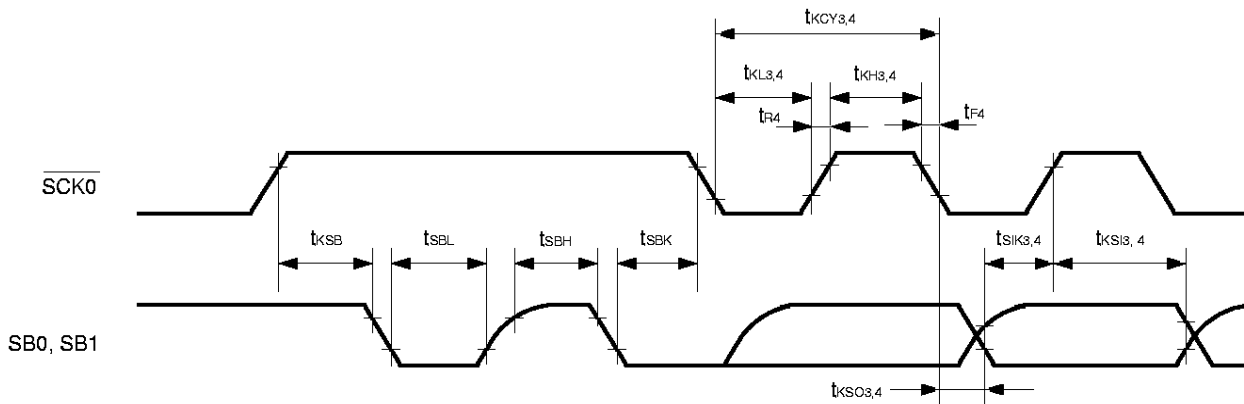 tKCY3,4
tKL3,4 tKH3,4
tR4 tF4
SCK0
tKSB tSBL tSBH tSBK tSIK3,4 tKSI3, 4
SB0, SB1
tKSO3,4